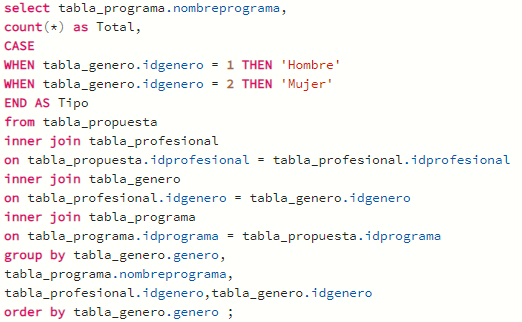 select tabla_programa.nombreprograma,
count(*) as Total,
CASE
WHEN tabla_genero.idgenero = 1 THEN 'Hombre'
WHEN tabla_genero.idgenero = 2 THEN 'Mujer'
END AS Tipo
from tabla_propuesta
inner join tabla_profesional
on tabla_propuesta.idprofesional = tabla_profesional.idprofesional
inner join tabla_genero
on tabla_profesional.idgenero = tabla_genero.idgenero
inner join tabla_programa
on tabla_programa.idprograma = tabla_propuesta.idprograma
group by tabla_genero.genero,
tabla_programa.nombreprograma,
tabla_profesional.idgenero,tabla_genero.idgenero
order by tabla_genero.genero ;